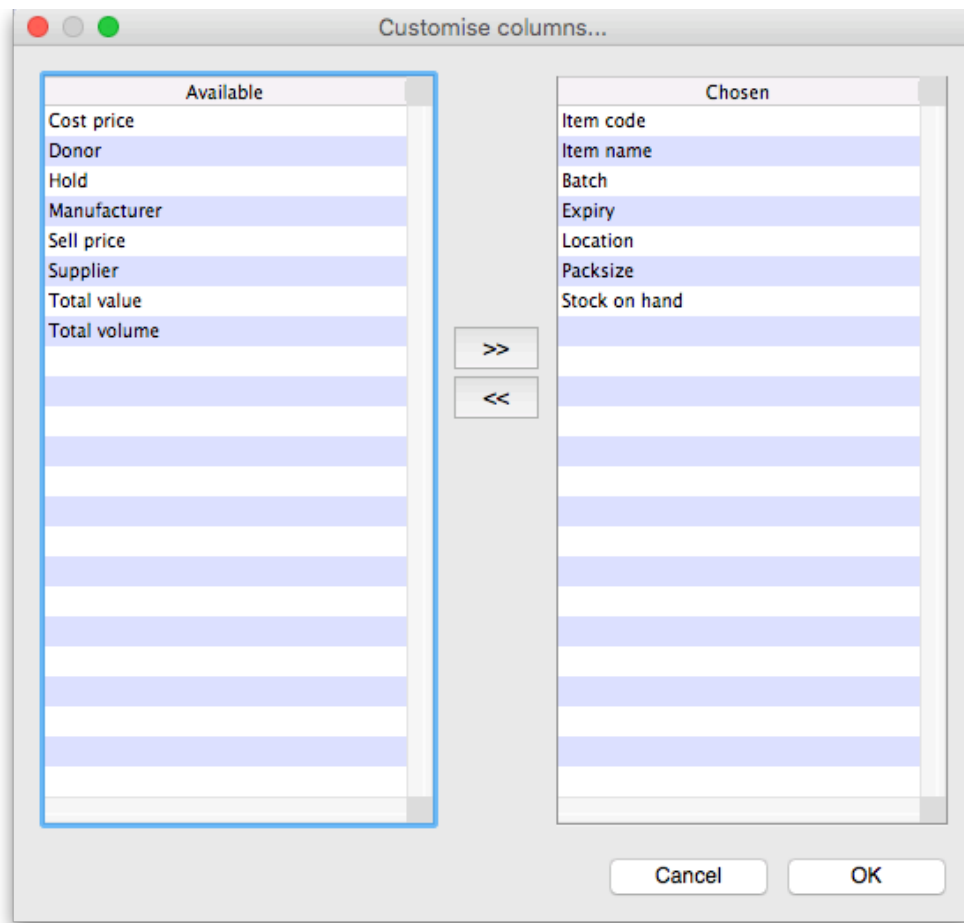 Customise columns...
Available
Cost price
Donor
Hold
Manufacturer
Sell price
Supplier
Total value
Total volume
>>
<<
Chosen
Item code
Item name
Batch
Expiry
Location
Packsize
Stock on hand
Cancel
OK